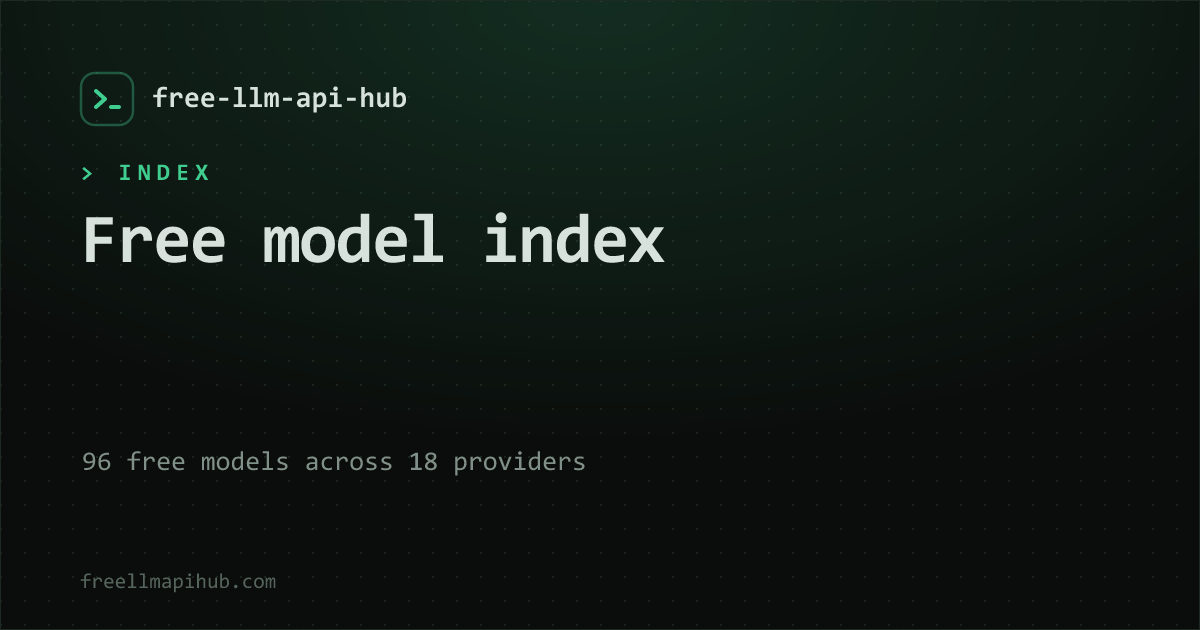 free-llm-api-hub
> INDEX
Free model index
96 free models across 18 providers
freellmapihub.com